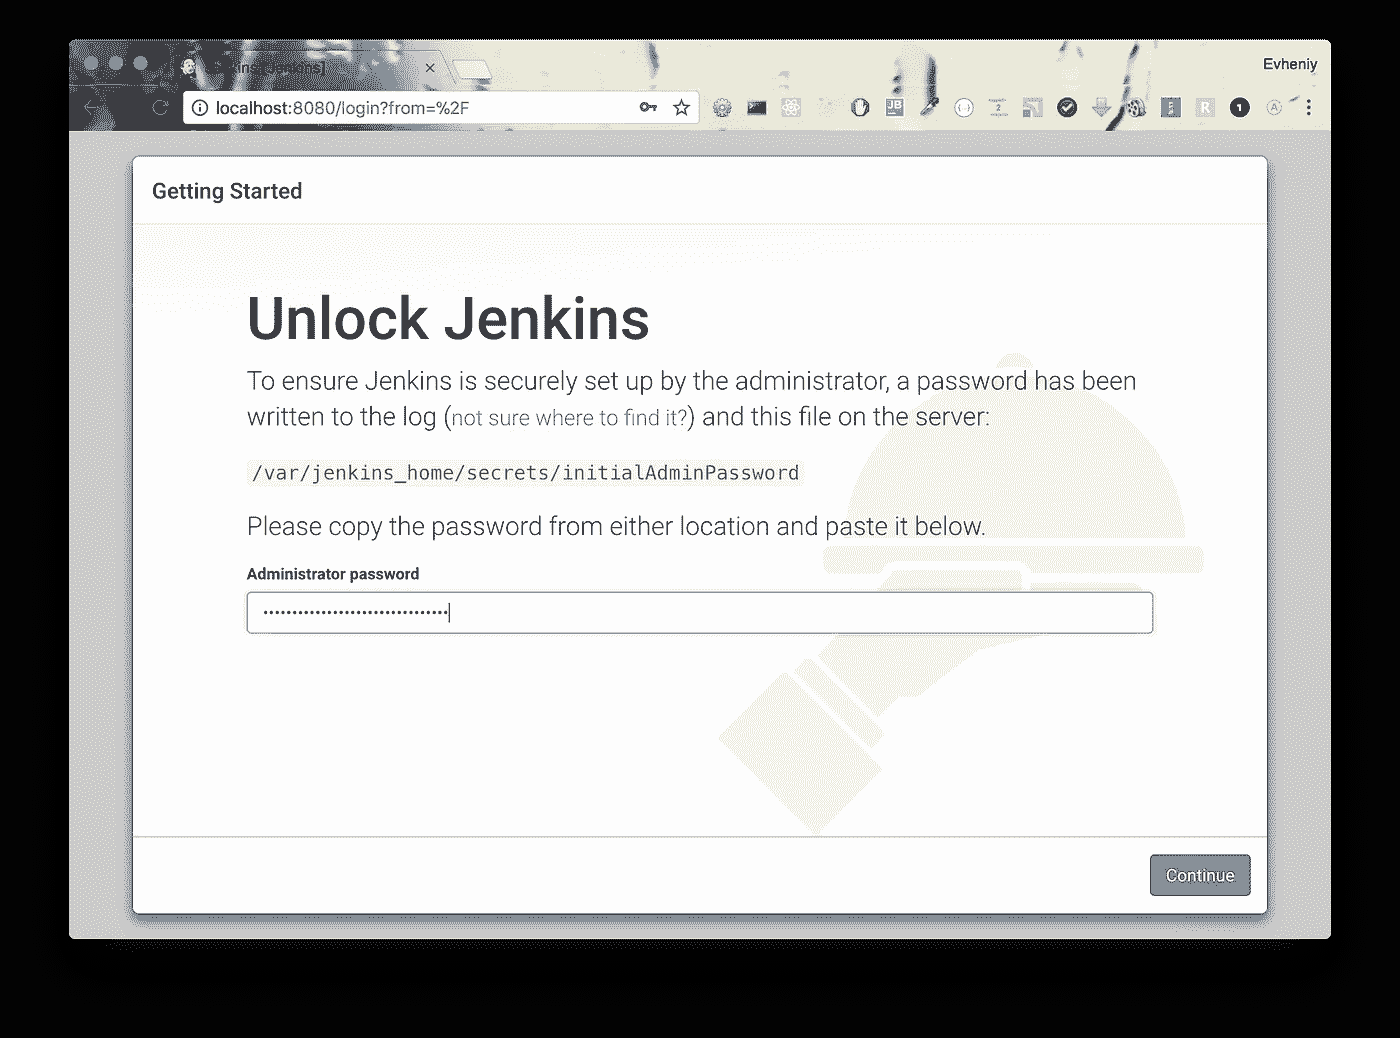 Evheniy
localhost:8080/login?from=%2F
Getting Started
Unlock Jenkins
To ensure Jenkins is securely set up by the administrator, a password has been
written to the log (not sure where to find it?) and this file on the server:
/var/jenkins_home/secrets/initialAdminPassword
Please copy the password from either location and paste it below.
Administrator password
Continue